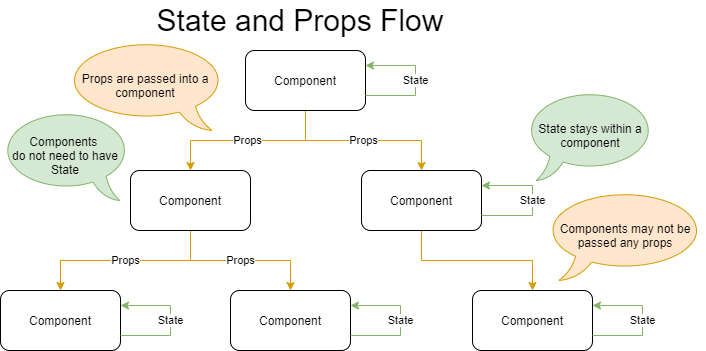 State and Props Flow
Props are passed into a
component
Component
State
Components
do not need to have
State
Props
Props
State stays within a
component
Component
Component
State
Components may not be
passed any props
Props
Props
Component
State
Component
State
Component
State